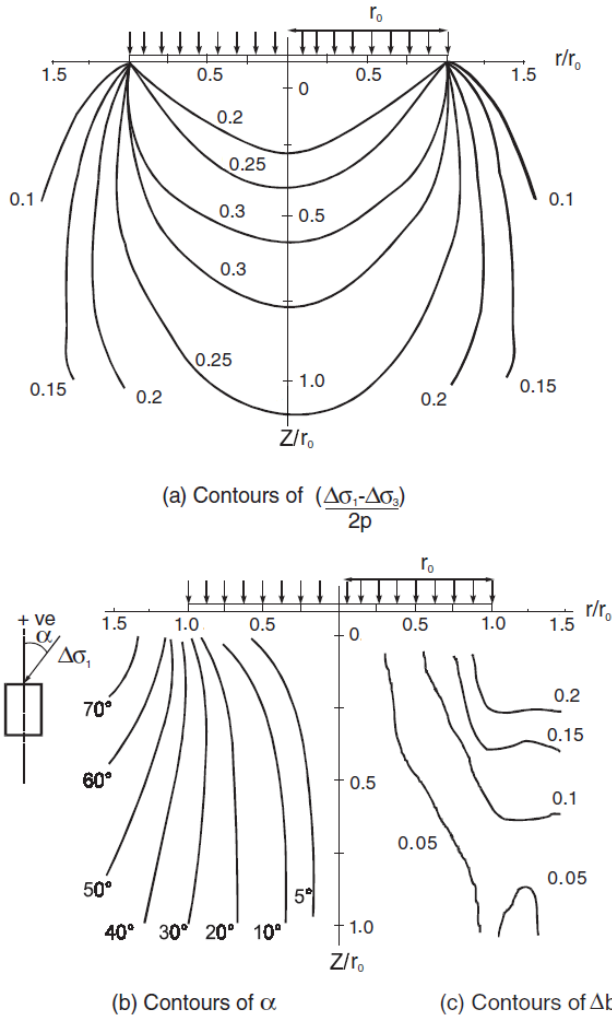 r₀
1.5 0.5 0 0.5 1.5 r/r₀
0.2
0.25
0.1 0.3 0.5 0.1
0.3
0.25
0.15 0.2 1.0 0.2 0.15
Z/r₀
(a) Contours of (Δσ₁-Δσ₃)
2p
r₀
+ ve
α
Δσ₁
1.5 1.0 0.5 0 0.5 1.0 1.5 r/r₀
70°
60°
50°
40° 30° 20° 10° 5°
0.5
1.0
Z/r₀
0.2
0.15
0.1
0.05
0.05
(b) Contours of α
(c) Contours of Δb